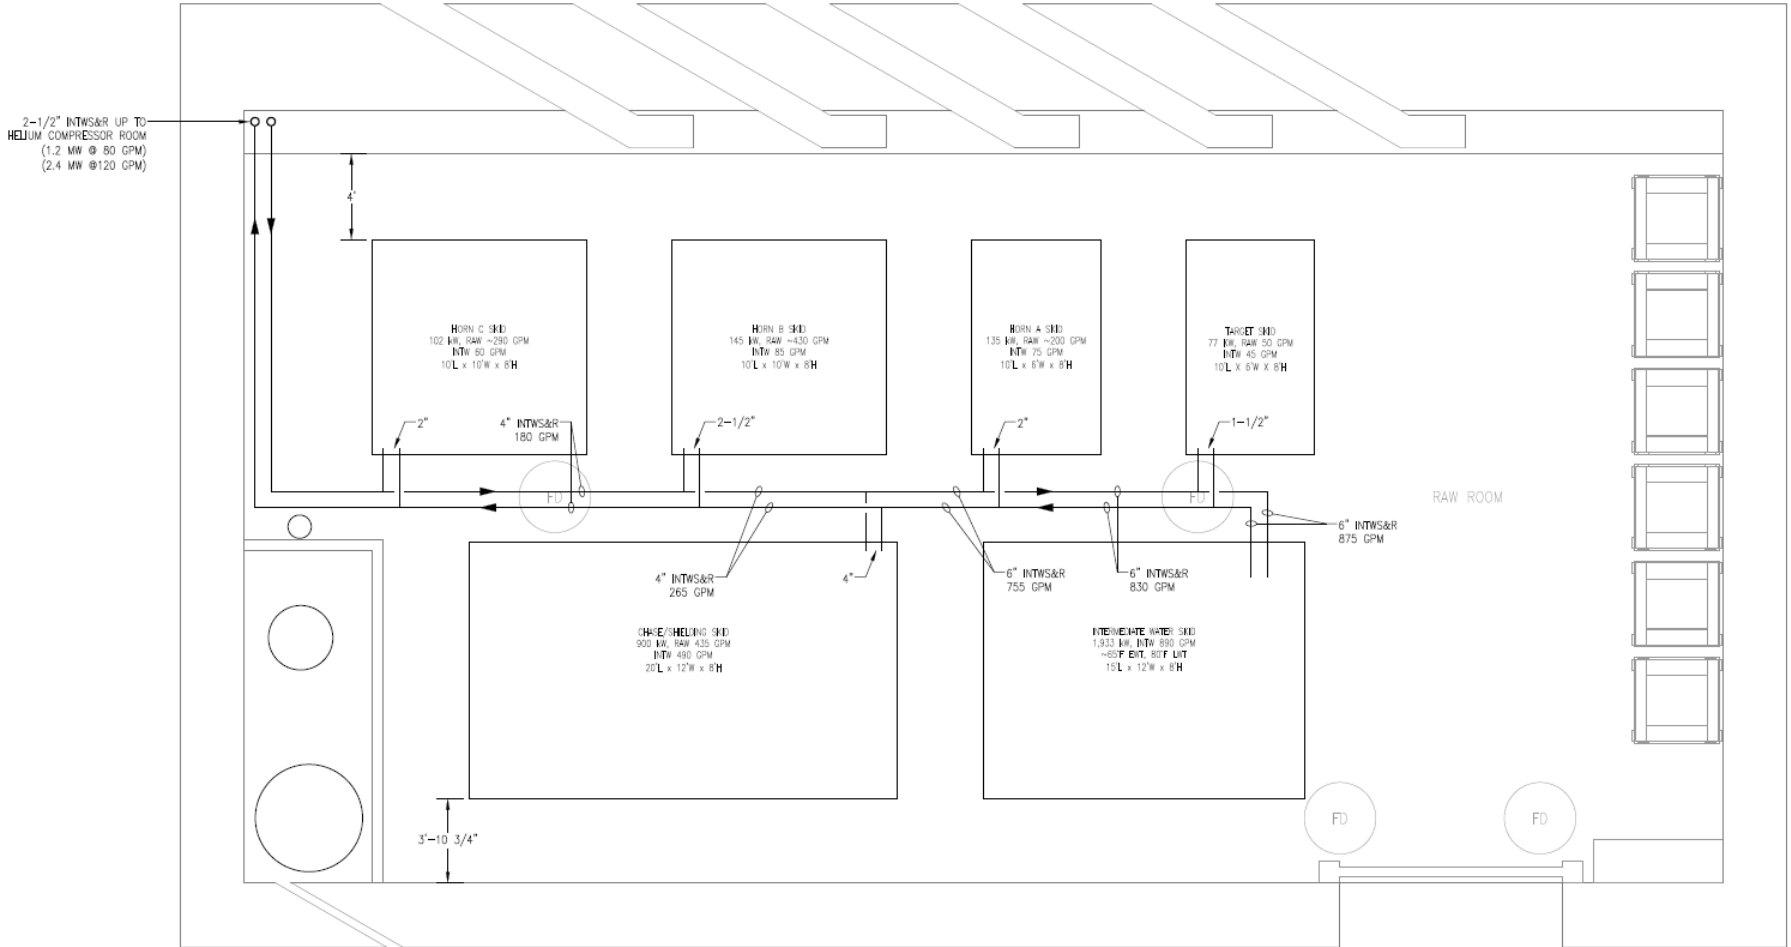 2-1/2" INTWS&R UP TO
HELIUM COMPRESSOR ROOM
(1.2 MW @ 80 GPM)
(2.4 MW @120 GPM)
4'
HORN C SKID
102 kW, RAW ~290 GPM
INTW 60 GPM
10'L x 10'W x 8'H
HORN B SKID
145 kW, RAW ~430 GPM
INTW 85 GPM
10'L x 10'W x 8'H
HORN A SKID
135 kW, RAW ~200 GPM
INTW 75 GPM
10'L x 6'W x 8'H
TARGET SKID
77 KW, RAW 50 GPM
INTW 45 GPM
10'L X 6'W X 8'H
2"
4" INTWS&R
180 GPM
2-1/2"
2"
1-1/2"
FD
FD
RAW ROOM
6" INTWS&R
875 GPM
4" INTWS&R
265 GPM
4"
6" INTWS&R
755 GPM
6" INTWS&R
830 GPM
CHASE/SHIELDING SKID
900 kW, RAW 435 GPM
INTW 490 GPM
20'L x 12'W x 8'H
INTERMEDIATE WATER SKID
1,933 kW, INTW 890 GPM
~65°F EWT, 80°F LWT
15'L x 12'W x 8'H
3'-10 3/4"
FD
FD